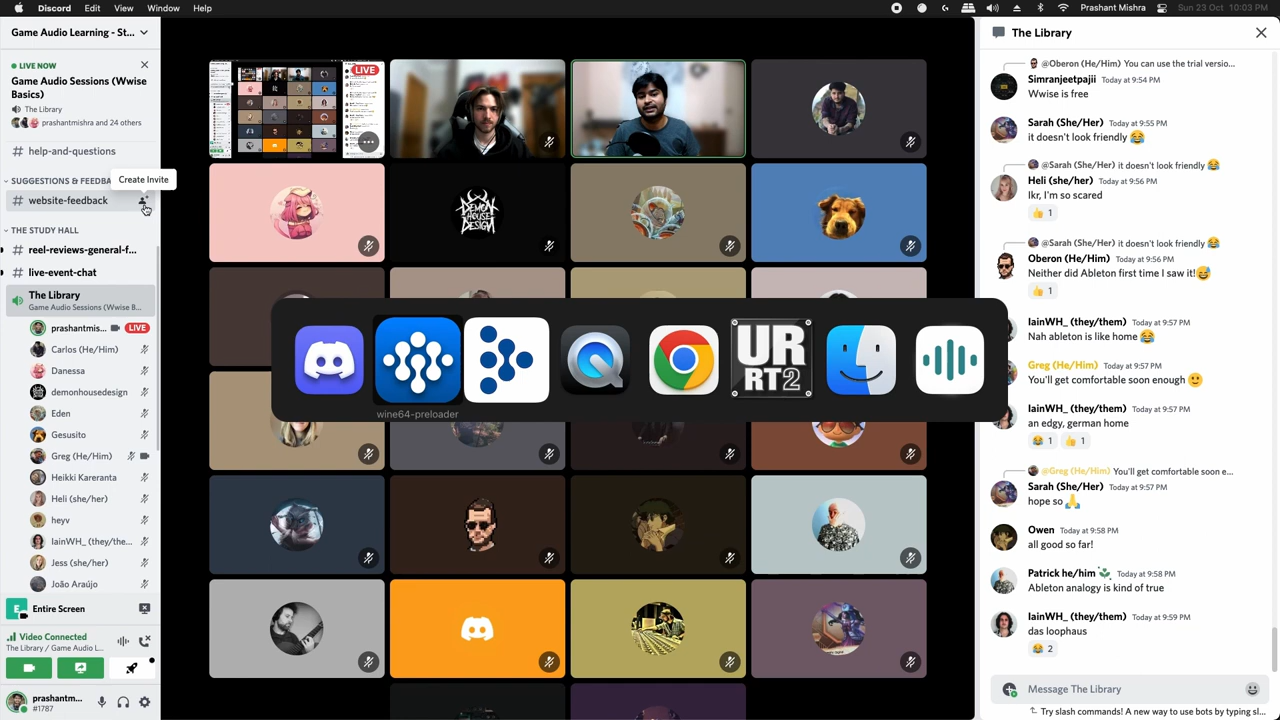 Discord File Edit View Window Help
Prashant Mishra Sun 23 Oct 10:03 PM
Game Audio Learning - St...
LIVE NOW
Game Audio Sessions (Wwise
Basics)
The Library
prashantmishra and 24 others
# help-and-questions
SUGGESTIONS & FEEDBA
Create Invite
# website-feedback
THE STUDY HALL
# reel-reviews-general-f...
# live-event-chat
The Library
Game Audio Sessions (Wwise B...
prashantmis... LIVE
Carlos (He/Him)
Danessa
demonhousedesign
Eden
Gesusito
Greg (He/Him)
Heikki Kareranta
Heli (she/her)
heyv
IainWH_ (they/the...
Jess (she/her)
João Araújo
Entire Screen
Video Connected
The Library / Game Audio L...
prashantm...
#1787
LIVE
DEMON
HOUSE
DESIGN
UR
RT2
wine64-preloader
The Library
@Oberon (He/Him) You can use the trial versio...
Simranjeetpajii Today at 9:54 PM
Wwise is free
Sarah (She/Her) Today at 9:55 PM
it doesn't look friendly 😂
@Sarah (She/Her) it doesn't look friendly 😂
Heli (she/her) Today at 9:56 PM
Ikr, I'm so scared
👍 1
@Sarah (She/Her) it doesn't look friendly 😂
Oberon (He/Him) Today at 9:56 PM
Neither did Ableton first time I saw it!😅
👍 1
IainWH_ (they/them) Today at 9:57 PM
Nah ableton is like home 😂
Greg (He/Him) Today at 9:57 PM
You'll get comfortable soon enough 🙂
IainWH_ (they/them) Today at 9:57 PM
an edgy, german home
😂 1 👍 1
@Greg (He/Him) You'll get comfortable soon e...
Sarah (She/Her) Today at 9:57 PM
hope so 🙏
Owen Today at 9:58 PM
all good so far!
Patrick he/him Today at 9:58 PM
Ableton analogy is kind of true
IainWH_ (they/them) Today at 9:59 PM
das loophaus
😂 2
Message The Library
Try slash commands! A new way to use bots by typing sl...